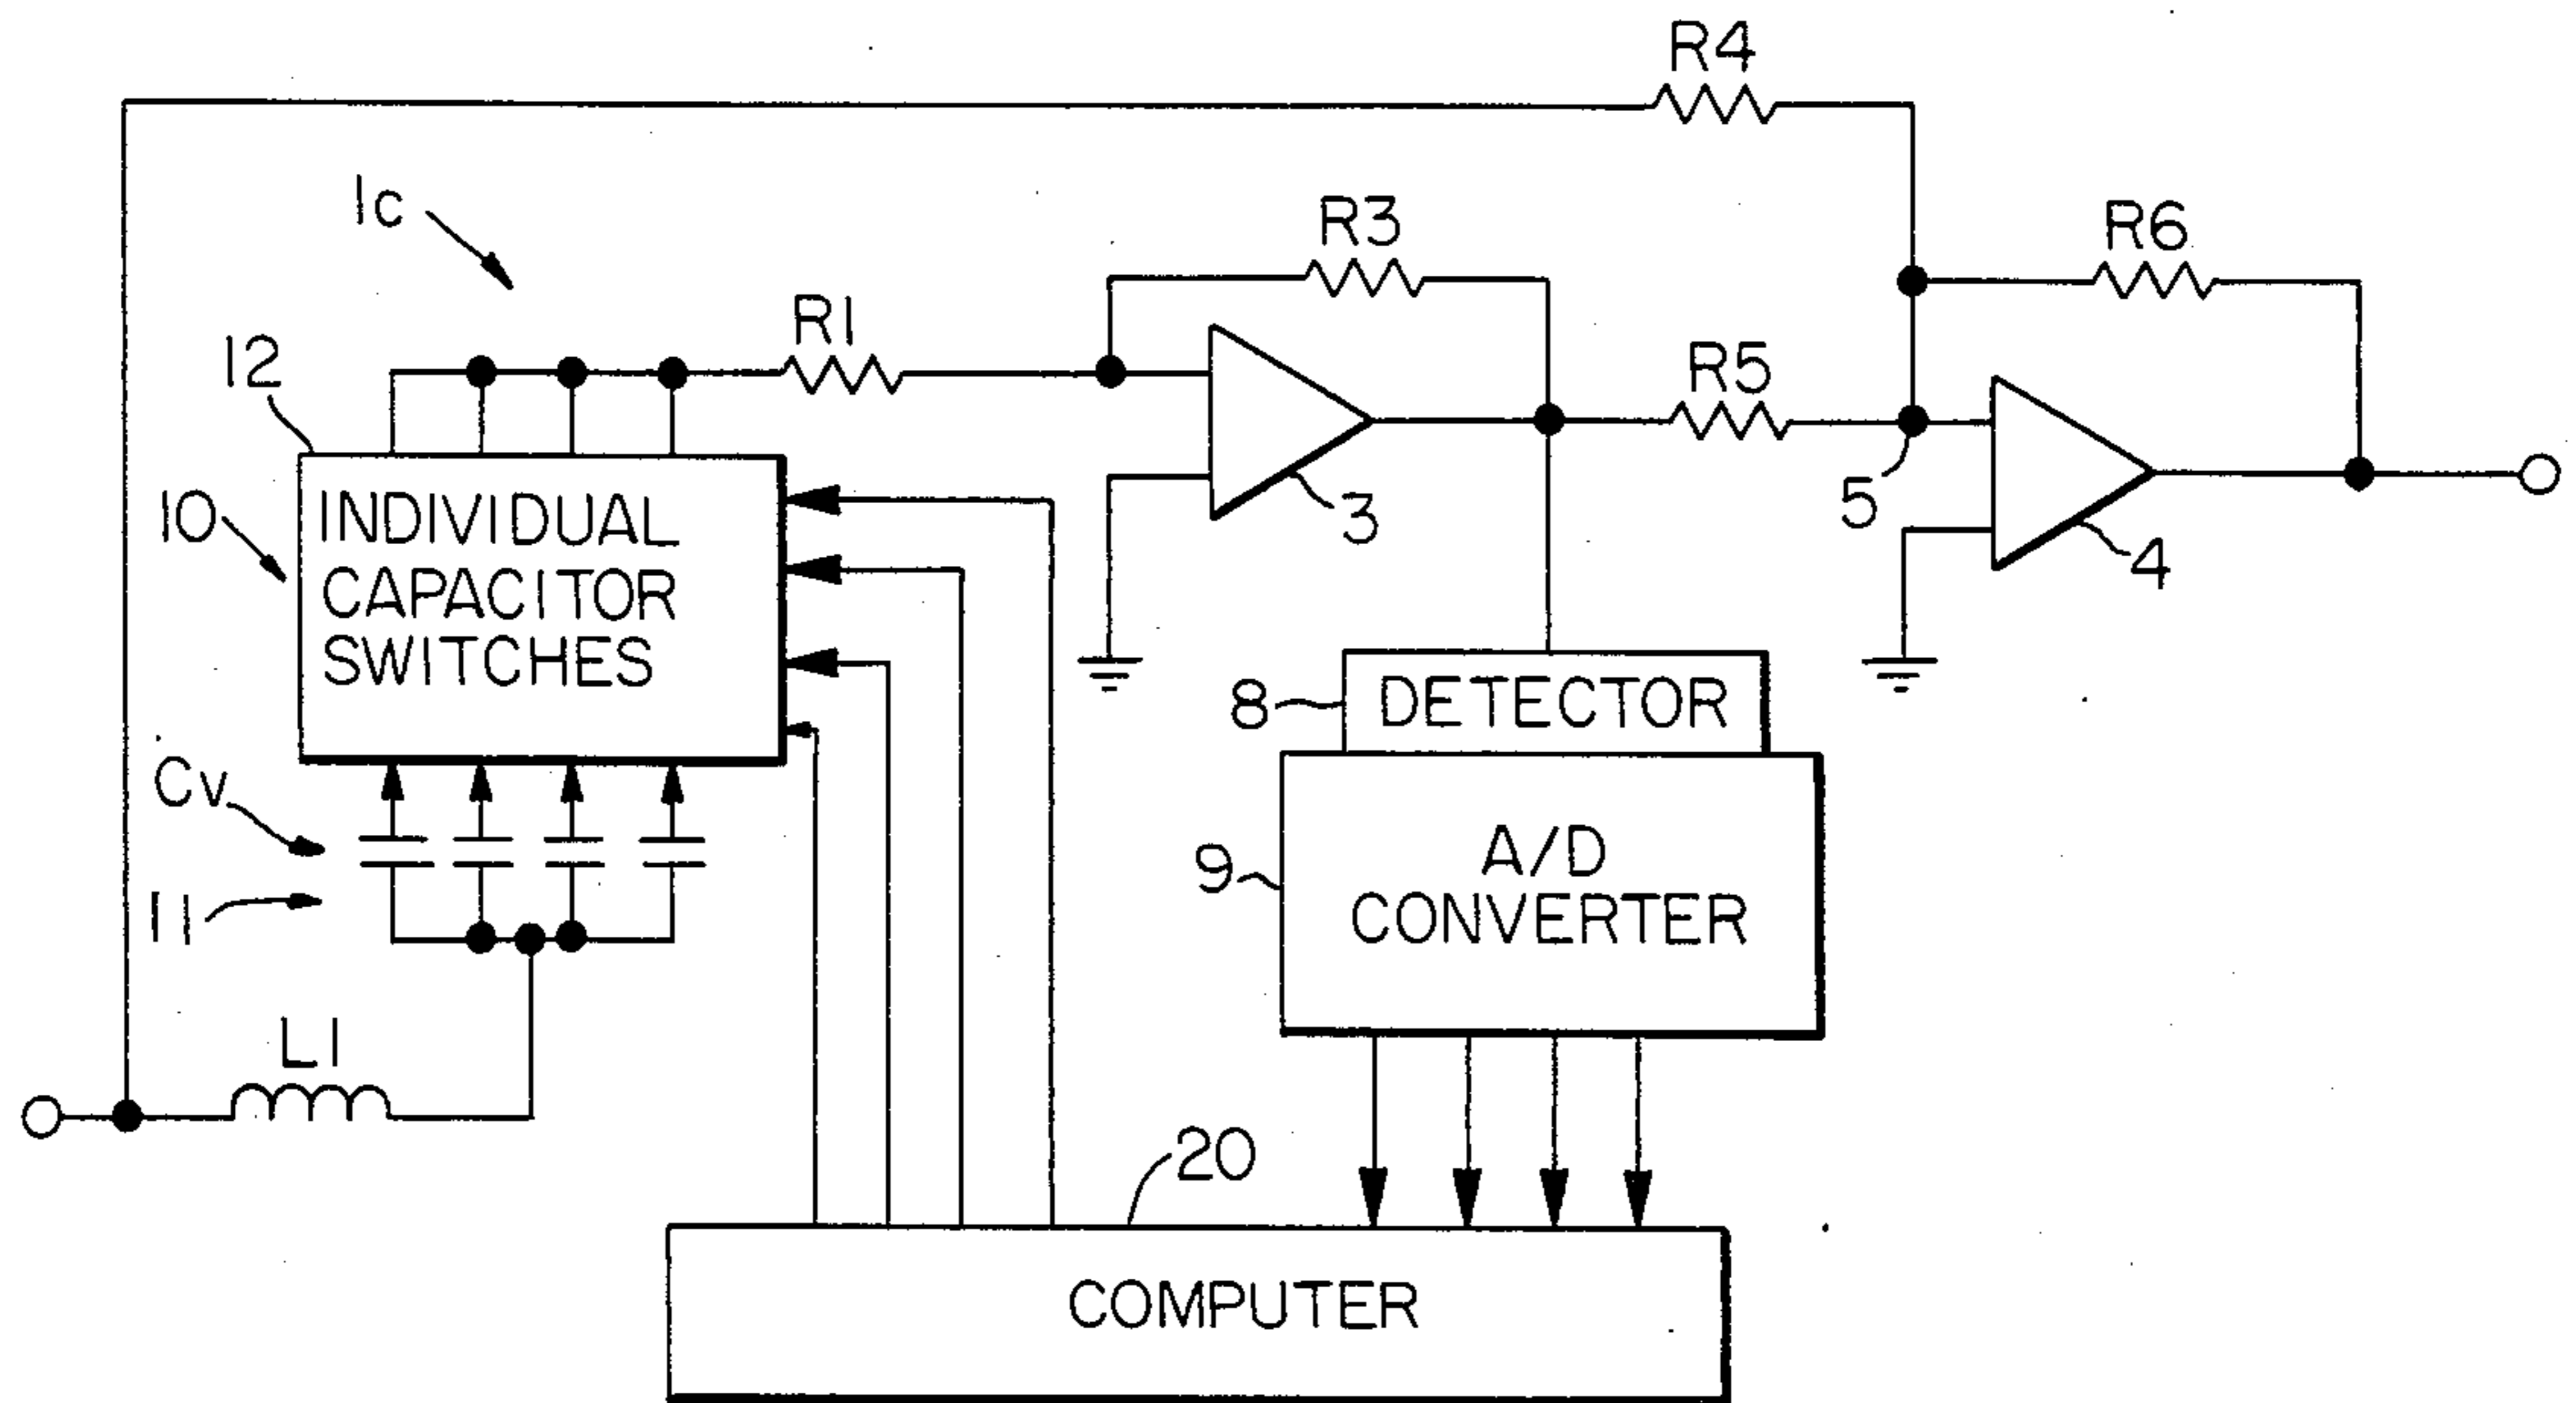 R4
1c
R3
R6
R1
12
R5
10
INDIVIDUAL
CAPACITOR
SWITCHES
3
5
4
8
DETECTOR
Cv
A/D
CONVERTER
9
11
L1
20
COMPUTER